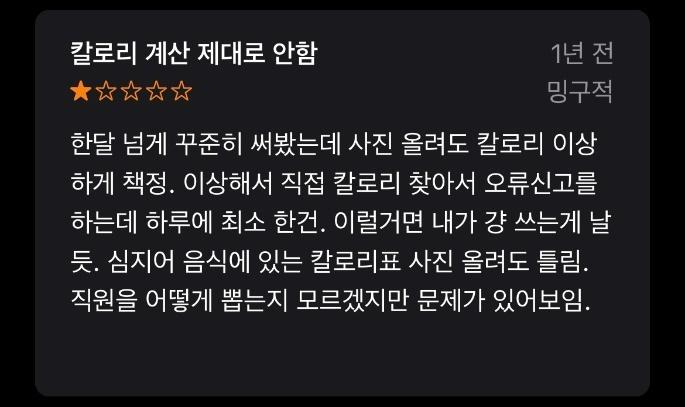 칼로리 계산 제대로 안함
1년 전
밍구적
한달 넘게 꾸준히 써봤는데 사진 올려도 칼로리 이상
하게 책정. 이상해서 직접 칼로리 찾아서 오류신고를
하는데 하루에 최소 한건. 이럴거면 내가 걍 쓰는게 날
듯. 심지어 음식에 있는 칼로리표 사진 올려도 틀림.
직원을 어떻게 뽑는지 모르겠지만 문제가 있어보임.